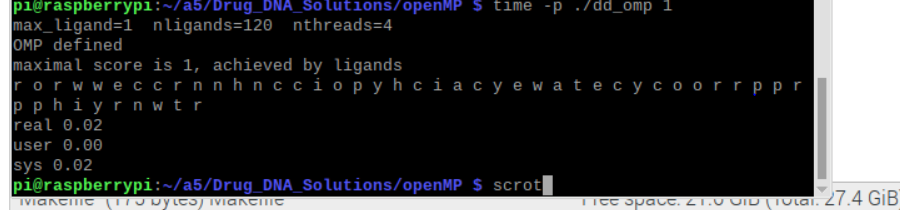 pi@raspberrypi:~/a5/Drug_DNA_Solutions/openMP $ time -p ./dd_omp 1
max_ligand=1  nligands=120  nthreads=4
OMP defined
maximal score is 1, achieved by ligands
r o r w w e c c r n n h n c c i o p y h c i a c y e w a t e c y c o o r r p p r
p p h i y r n w t r
real 0.02
user 0.00
sys 0.02
pi@raspberrypi:~/a5/Drug_DNA_Solutions/openMP $ scrot
Makefile (175 bytes) Makefile
Free space: 21.6 GiB (Total: 27.4 GiB)